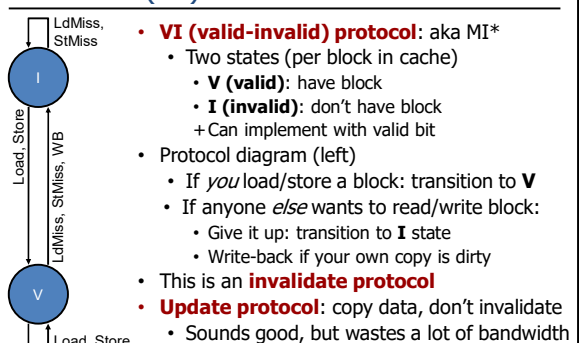 LdMiss,
StMiss
I
Load, Store
LdMiss, StMiss, WB
V
Load, Store
• VI (valid-invalid) protocol: aka MI*
• Two states (per block in cache)
• V (valid): have block
• I (invalid): don't have block
+Can implement with valid bit
• Protocol diagram (left)
• If you load/store a block: transition to V
• If anyone else wants to read/write block:
• Give it up: transition to I state
• Write-back if your own copy is dirty
• This is an invalidate protocol
• Update protocol: copy data, don't invalidate
• Sounds good, but wastes a lot of bandwidth